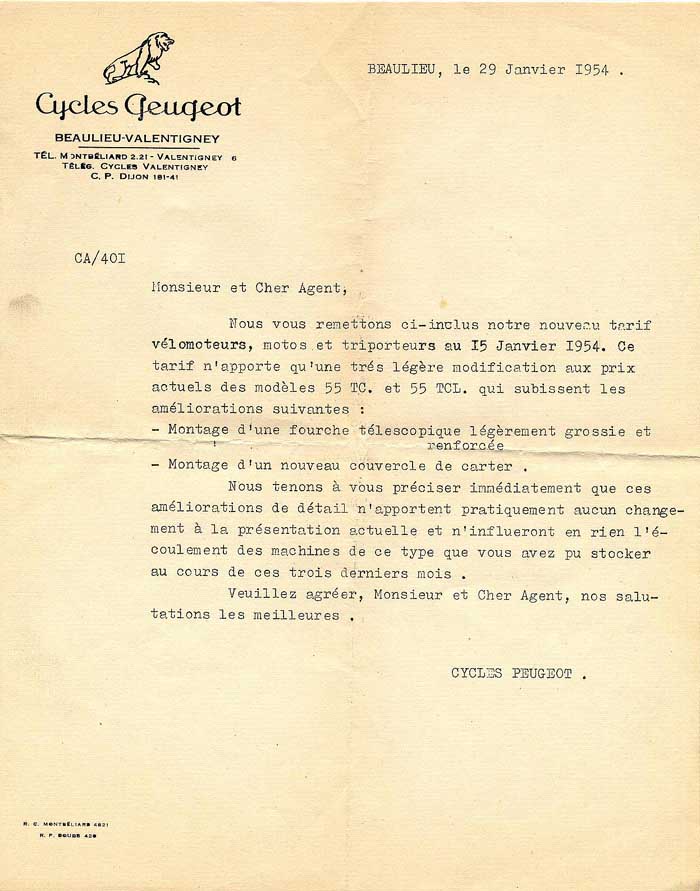 BEAULIEU, le 29 Janvier I954 .
Cycles Peugeot
BEAULIEU-VALENTIGNEY
TÉL. MONTBÉLIARD 2.21 - VALENTIGNEY 6
TÉLÉG. CYCLES VALENTIGNEY
C. P. DIJON 181-41
CA/40I
Monsieur et Cher Agent,
Nous vous remettons ci-inclus notre nouveau tarif
vélomoteurs, motos et triporteurs au I5 Janvier I954. Ce
tarif n'apporte qu'une trés légère modification aux prix
actuels des modèles 55 TC. et 55 TCL. qui subissent les
améliorations suivantes :
- Montage d'une fourche télescopique légèrement grossie et
renforcée
- Montage d'un nouveau couvercle de carter .
Nous tenons à vous préciser immédiatement que ces
améliorations de détail n'apportent pratiquement aucun change-
ment à la présentation actuelle et n'influeront en rien l'é-
coulement des machines de ce type que vous avez pu stocker
au cours de ces trois derniers mois .
Veuillez agréer, Monsieur et Cher Agent, nos salu-
tations les meilleures .
CYCLES PEUGEOT .
R. C. MONTBÉLIARD 4821
R. P. DOUBS 429